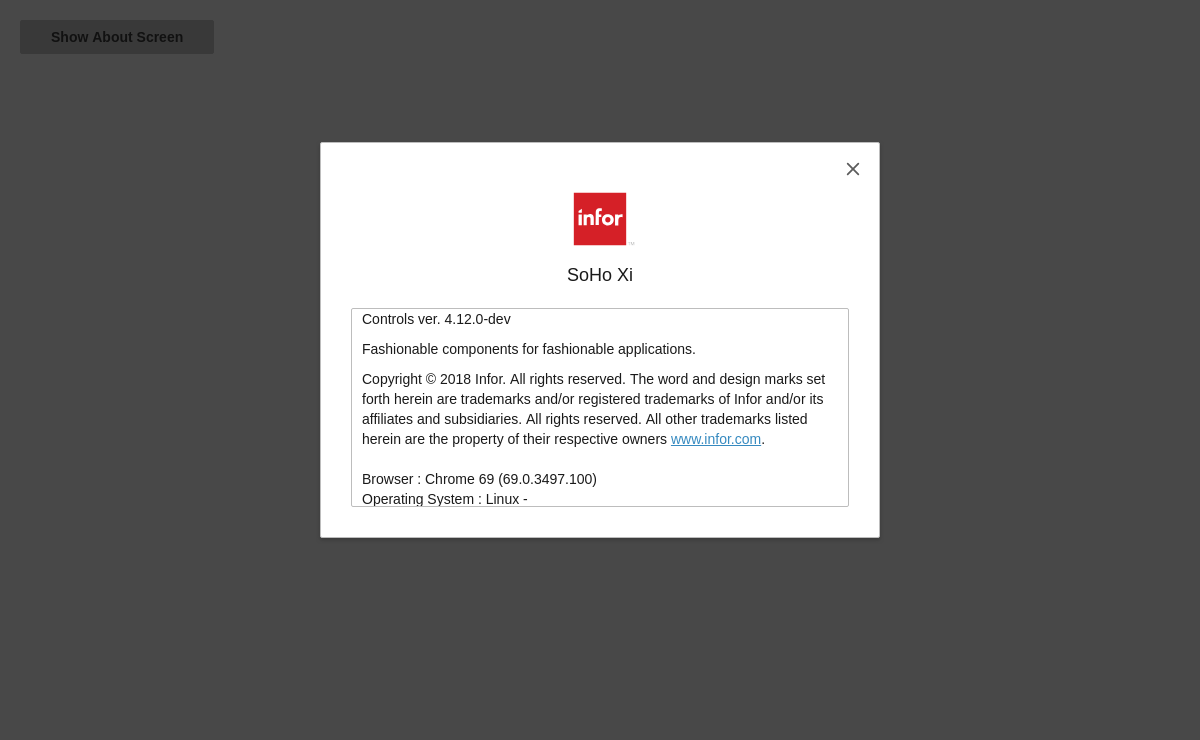 Show About Screen
infor
TM
SoHo Xi
Controls ver. 4.12.0-dev
Fashionable components for fashionable applications.
Copyright © 2018 Infor. All rights reserved. The word and design marks set
forth herein are trademarks and/or registered trademarks of Infor and/or its
affiliates and subsidiaries. All rights reserved. All other trademarks listed
herein are the property of their respective owners www.infor.com.
Browser : Chrome 69 (69.0.3497.100)
Operating System : Linux -